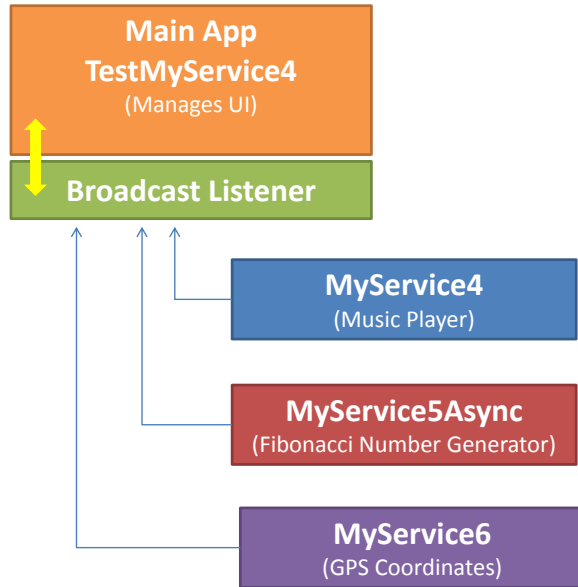 Main App
TestMyService4
(Manages UI)
Broadcast Listener
MyService4
(Music Player)
MyService5Async
(Fibonacci Number Generator)
MyService6
(GPS Coordinates)